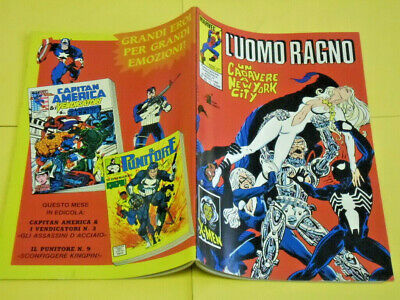 GRANDI EROI
PER GRANDI
EMOZIONI!
CAPITAN
AMERICA
il Punitore
QUESTO MESE
IN EDICOLA:
CAPITAN AMERICA &
I VENDICATORI N. 3
«GLI ASSASSINI D'ACCIAIO»
IL PUNITORE N. 9
«SCONFIGGERE KINGPIN!»
L'UOMO RAGNO
UN
CADAVERE
A
NEW YORK
CITY
X-MEN